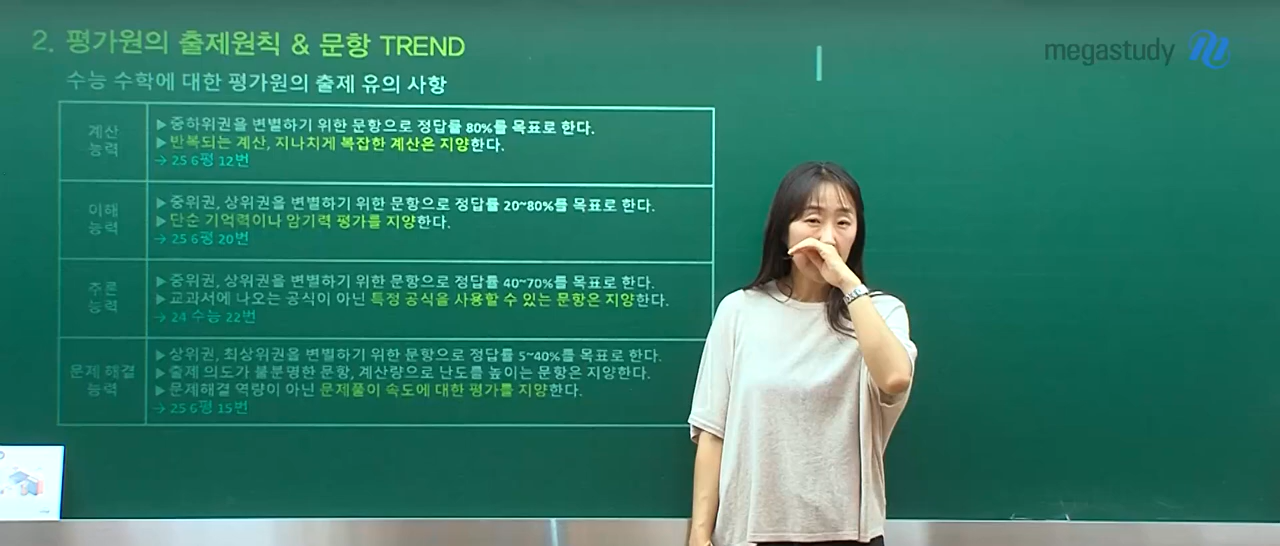 2. 평가원의 출제원칙 & 문항 TREND
megastudy
수능 수학에 대한 평가원의 출제 유의 사항
계산
능력
▶중하위권을 변별하기 위한 문항으로 정답률 80%를 목표로 한다.
▶반복되는 계산, 지나치게 복잡한 계산은 지양한다.
→ 25 6평 12번
이해
능력
▶중위권, 상위권을 변별하기 위한 문항으로 정답률 20~80%를 목표로 한다.
▶단순 기억력이나 암기력 평가를 지양한다.
→ 25 6평 20번
추론
능력
▶중위권, 상위권을 변별하기 위한 문항으로 정답률 40~70%를 목표로 한다.
▶교과서에 나오는 공식이 아닌 특정 공식을 사용할 수 있는 문항은 지양한다.
→ 24 수능 22번
문제 해결
능력
▶상위권, 최상위권을 변별하기 위한 문항으로 정답률 5~40%를 목표로 한다.
▶출제 의도가 불분명한 문항, 계산량으로 난도를 높이는 문항은 지양한다.
▶문제해결 역량이 아닌 문제풀이 속도에 대한 평가를 지양한다.
→ 25 6평 15번